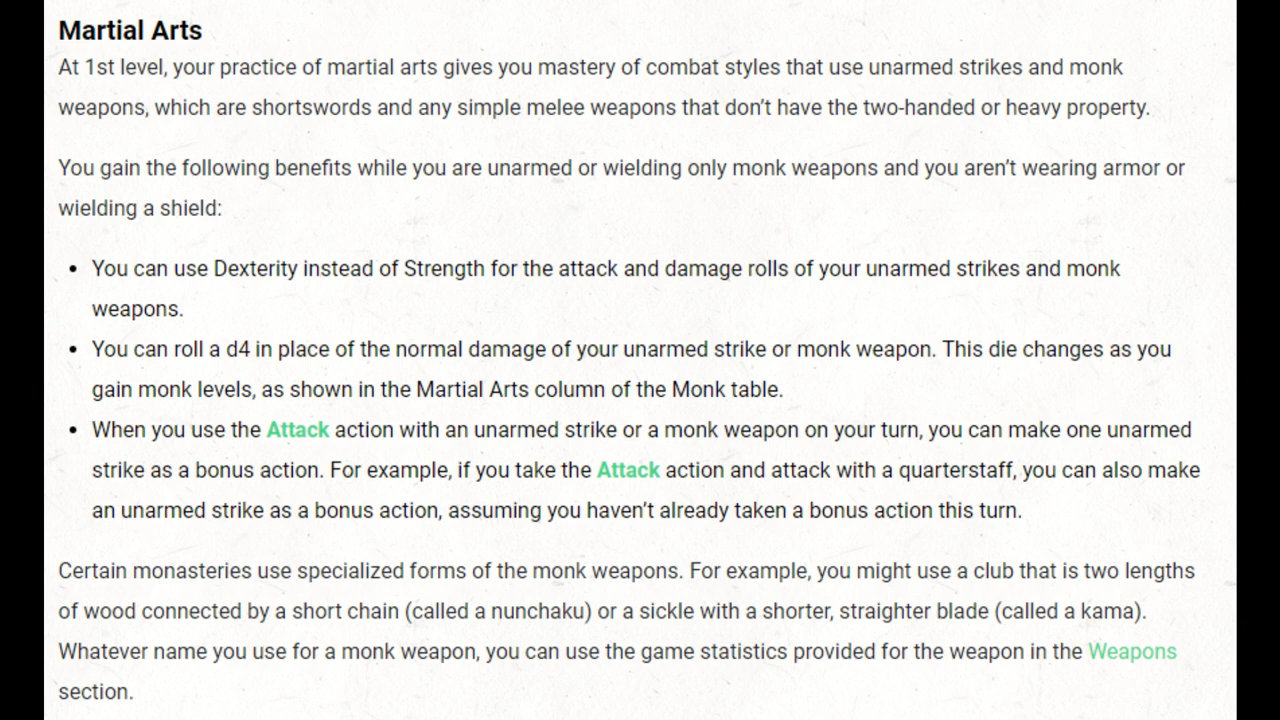 Martial Arts
At 1st level, your practice of martial arts gives you mastery of combat styles that use unarmed strikes and monk
weapons, which are shortswords and any simple melee weapons that don’t have the two-handed or heavy property.
You gain the following benefits while you are unarmed or wielding only monk weapons and you aren’t wearing armor or
wielding a shield:
• You can use Dexterity instead of Strength for the attack and damage rolls of your unarmed strikes and monk
weapons.
• You can roll a d4 in place of the normal damage of your unarmed strike or monk weapon. This die changes as you
gain monk levels, as shown in the Martial Arts column of the Monk table.
• When you use the Attack action with an unarmed strike or a monk weapon on your turn, you can make one unarmed
strike as a bonus action. For example, if you take the Attack action and attack with a quarterstaff, you can also make
an unarmed strike as a bonus action, assuming you haven’t already taken a bonus action this turn.
Certain monasteries use specialized forms of the monk weapons. For example, you might use a club that is two lengths
of wood connected by a short chain (called a nunchaku) or a sickle with a shorter, straighter blade (called a kama).
Whatever name you use for a monk weapon, you can use the game statistics provided for the weapon in the Weapons
section.